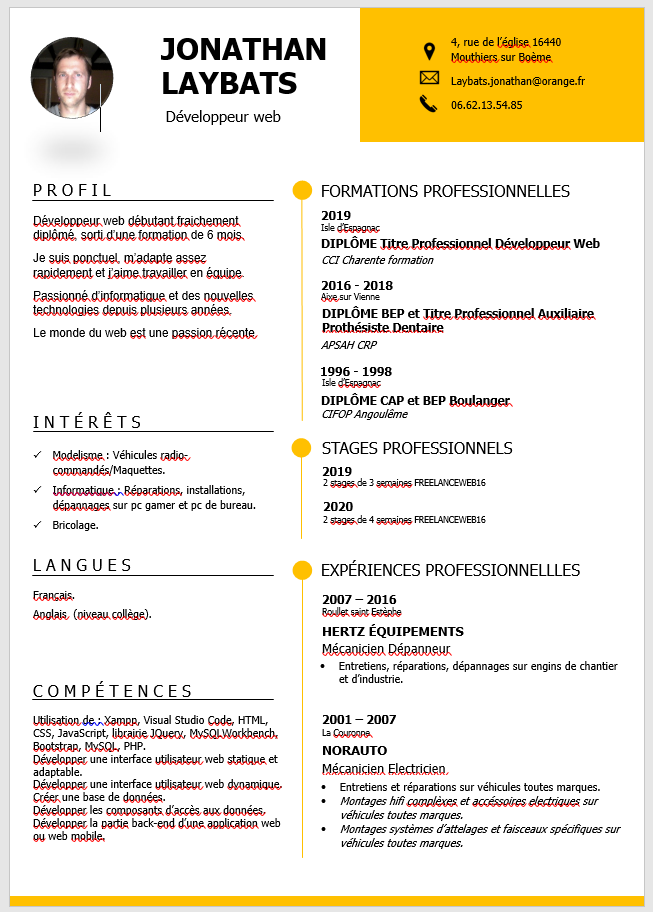 JONATHAN
LAYBATS
Développeur web
4, rue de l'église 16440
Mouthiers sur Boème
Laybats.jonathan@orange.fr
06.62.13.54.85
PROFIL
Développeur web débutant fraichement
diplômé, sorti d'une formation de 6 mois.
Je suis ponctuel, m'adapte assez
rapidement et j'aime travailler en équipe.
Passionné d'informatique et des nouvelles
technologies depuis plusieurs années.
Le monde du web est une passion récente.
INTÉRÊTS
✓ Modelisme : Véhicules radio-
commandés/Maquettes.
✓ Informatique : Réparations, installations,
dépannages sur pc gamer et pc de bureau.
✓ Bricolage.
LANGUES
Français.
Anglais. (niveau collège).
COMPÉTENCES
Utilisation de : Xampp, Visual Studio Code, HTML,
CSS, JavaScript, librairie JQuery, MySQLWorkbench,
Bootstrap, MySQL, PHP.
Développer une interface utilisateur web statique et
adaptable.
Développer une interface utilisateur web dynamique.
Créer une base de données.
Développer les composants d'accès aux données.
Développer la partie back-end d'une application web
ou web mobile.
FORMATIONS PROFESSIONNELLES
2019
Isle d'Espagnac
DIPLÔME Titre Professionnel Développeur Web
CCI Charente formation
2016 - 2018
Aixe sur Vienne
DIPLÔME BEP et Titre Professionnel Auxiliaire
Prothésiste Dentaire
APSAH CRP
1996 - 1998
Isle d'Espagnac
DIPLÔME CAP et BEP Boulanger
CIFOP Angoulême
STAGES PROFESSIONNELS
2019
2 stages de 3 semaines FREELANCEWEB16
2020
2 stages de 4 semaines FREELANCEWEB16
EXPÉRIENCES PROFESSIONNELLLES
2007 – 2016
Roullet saint Estèphe
HERTZ ÉQUIPEMENTS
Mécanicien Dépanneur
• Entretiens, réparations, dépannages sur engins de chantier
et d'industrie.
2001 – 2007
La Couronne
NORAUTO
Mécanicien Electricien
• Entretiens et réparations sur véhicules toutes marques.
• Montages hifi complèxes et accéssoires electriques sur
véhicules toutes marques.
• Montages systèmes d'attelages et faisceaux spécifiques sur
véhicules toutes marques.